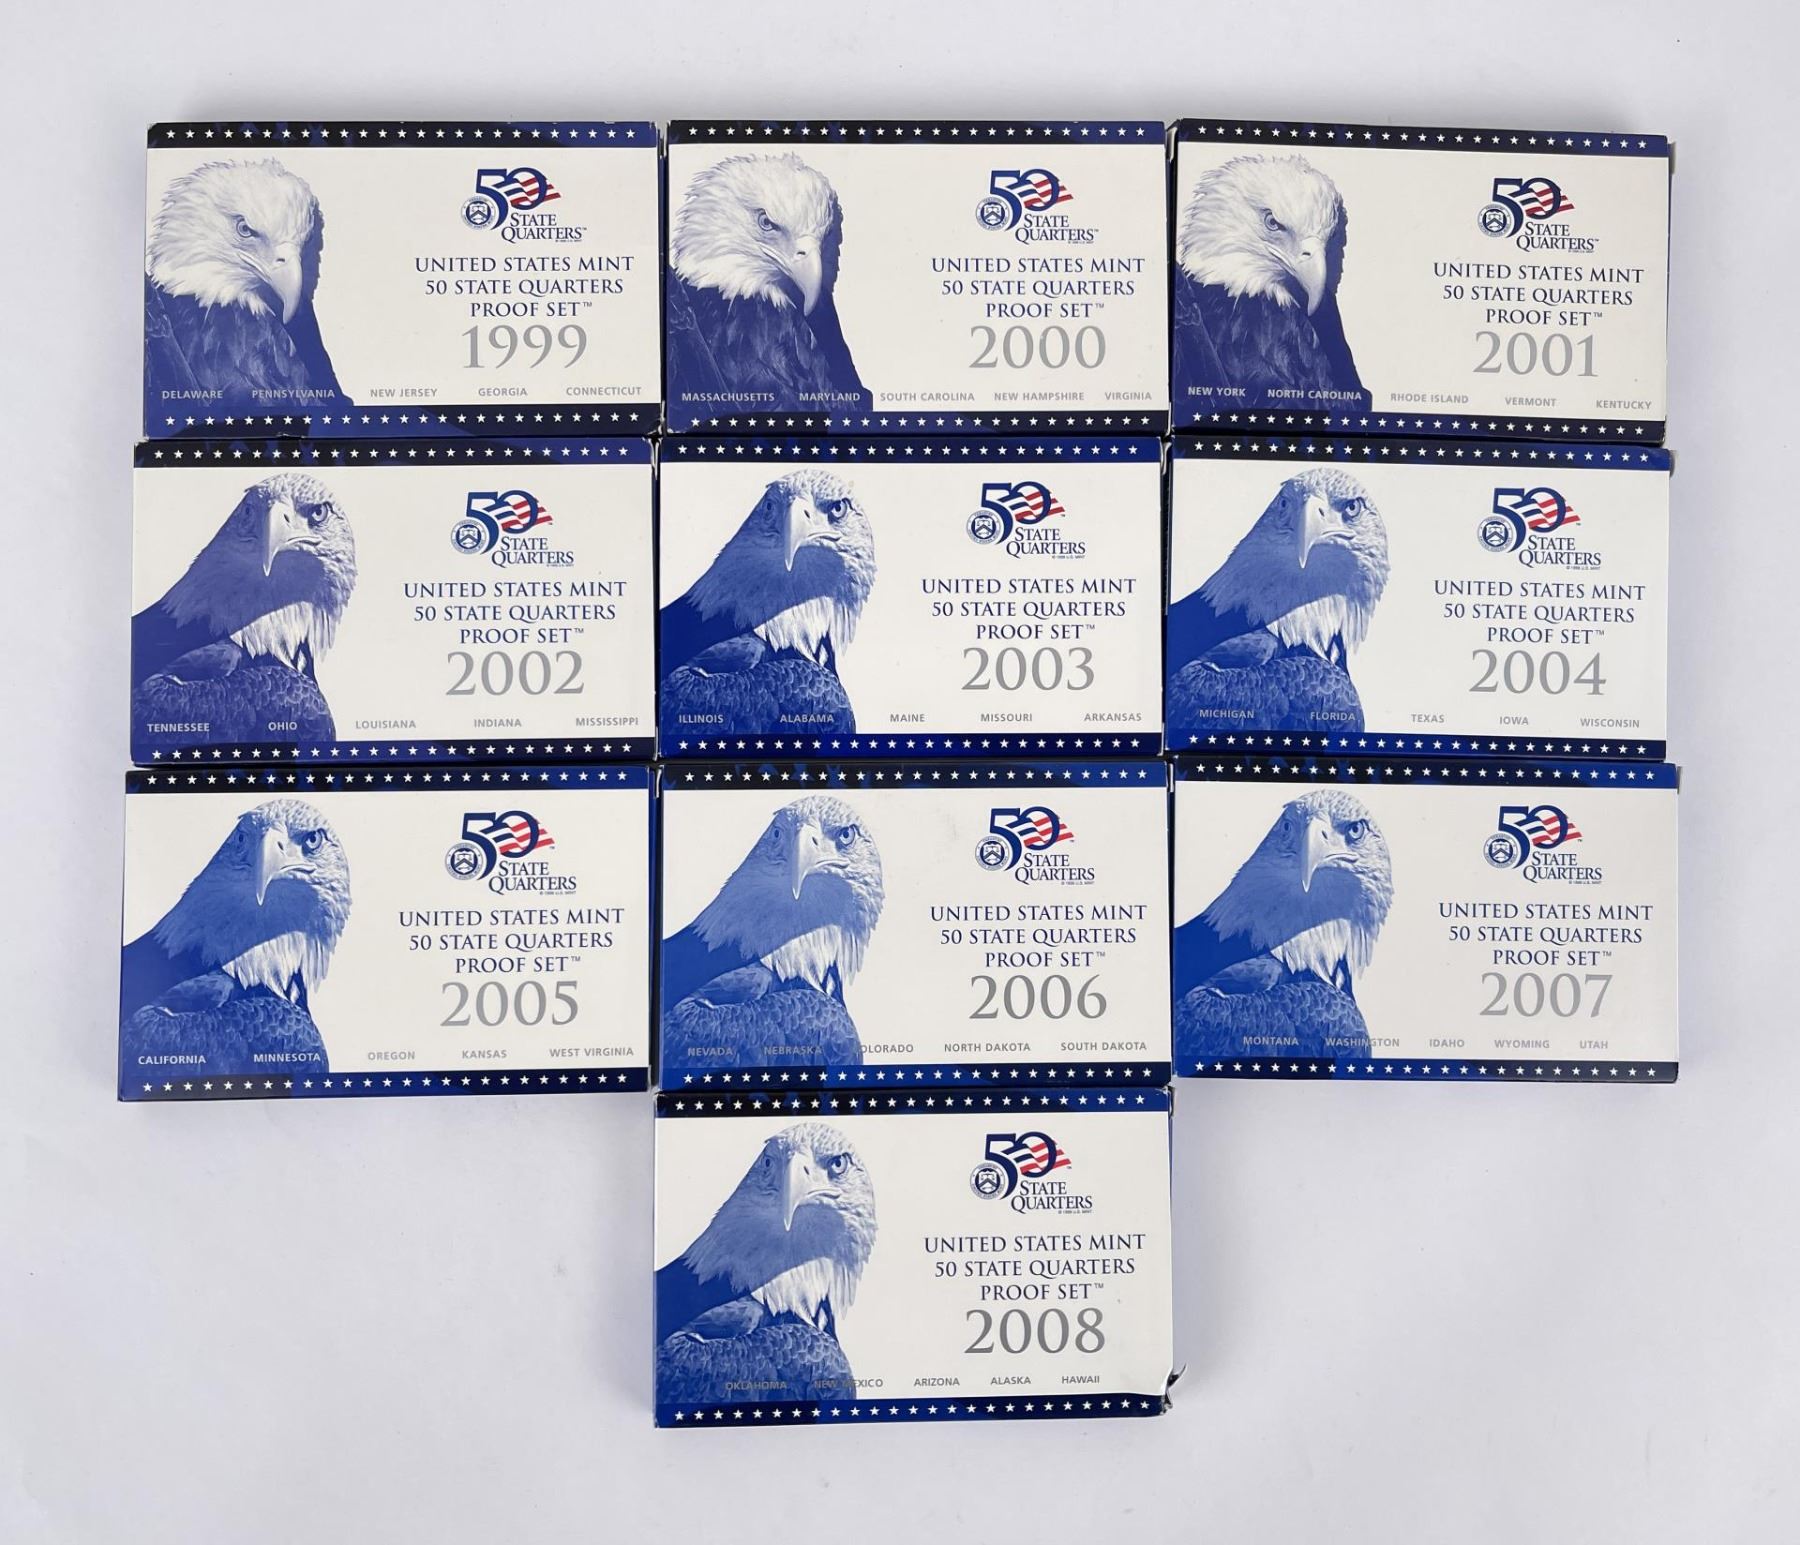 50
STATE
QUARTERS™
UNITED STATES MINT
50 STATE QUARTERS
PROOF SET™
1999
DELAWARE PENNSYLVANIA NEW JERSEY GEORGIA CONNECTICUT
50
STATE
QUARTERS™
UNITED STATES MINT
50 STATE QUARTERS
PROOF SET™
2000
MASSACHUSETTS MARYLAND SOUTH CAROLINA NEW HAMPSHIRE VIRGINIA
50
STATE
QUARTERS™
UNITED STATES MINT
50 STATE QUARTERS
PROOF SET™
2001
NEW YORK NORTH CAROLINA RHODE ISLAND VERMONT KENTUCKY
50
STATE
QUARTERS
UNITED STATES MINT
50 STATE QUARTERS
PROOF SET™
2002
TENNESSEE OHIO LOUISIANA INDIANA MISSISSIPPI
50
STATE
QUARTERS
UNITED STATES MINT
50 STATE QUARTERS
PROOF SET™
2003
ILLINOIS ALABAMA MAINE MISSOURI ARKANSAS
50
STATE
QUARTERS
UNITED STATES MINT
50 STATE QUARTERS
PROOF SET™
2004
MICHIGAN FLORIDA TEXAS IOWA WISCONSIN
50
STATE
QUARTERS
UNITED STATES MINT
50 STATE QUARTERS
PROOF SET™
2005
CALIFORNIA MINNESOTA OREGON KANSAS WEST VIRGINIA
50
STATE
QUARTERS
UNITED STATES MINT
50 STATE QUARTERS
PROOF SET™
2006
NEVADA NEBRASKA COLORADO NORTH DAKOTA SOUTH DAKOTA
50
STATE
QUARTERS
UNITED STATES MINT
50 STATE QUARTERS
PROOF SET™
2007
MONTANA WASHINGTON IDAHO WYOMING UTAH
50
STATE
QUARTERS
UNITED STATES MINT
50 STATE QUARTERS
PROOF SET™
2008
OKLAHOMA NEW MEXICO ARIZONA ALASKA HAWAII